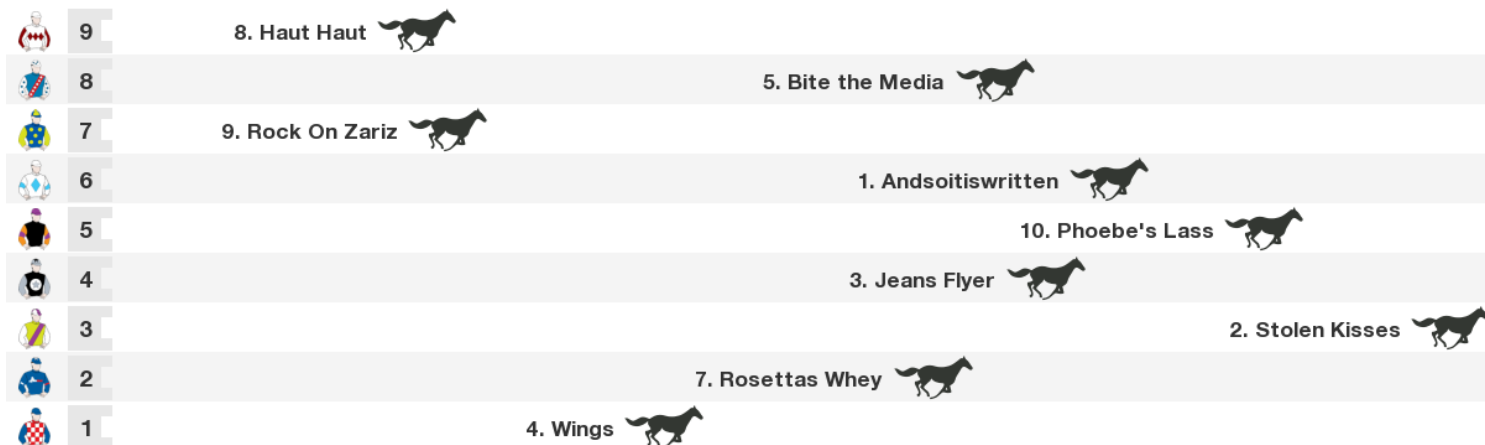 9 8. Haut Haut
8 5. Bite the Media
7 9. Rock On Zariz
6 1. Andsoitiswritten
5 10. Phoebe's Lass
4 3. Jeans Flyer
3 2. Stolen Kisses
2 7. Rosettas Whey
1 4. Wings